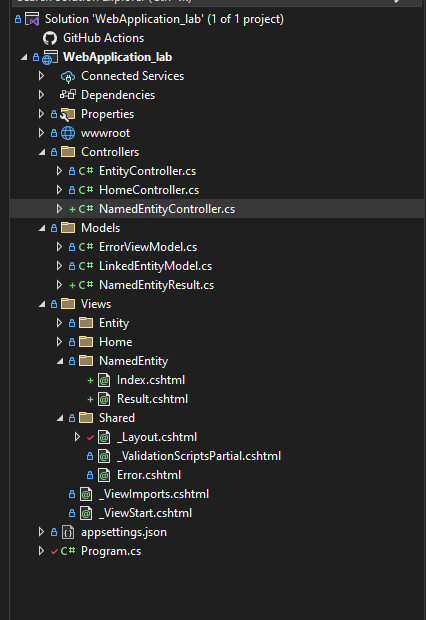 Solution 'WebApplication_lab' (1 of 1 project)
GitHub Actions
WebApplication_lab
Connected Services
Dependencies
Properties
wwwroot
Controllers
C# EntityController.cs
C# HomeController.cs
+ C# NamedEntityController.cs
Models
C# ErrorViewModel.cs
C# LinkedEntityModel.cs
+ C# NamedEntityResult.cs
Views
Entity
Home
NamedEntity
+ @ Index.cshtml
+ @ Result.cshtml
Shared
@ _Layout.cshtml
@ _ValidationScriptsPartial.cshtml
@ Error.cshtml
@ _ViewImports.cshtml
@ _ViewStart.cshtml
appsettings.json
C# Program.cs